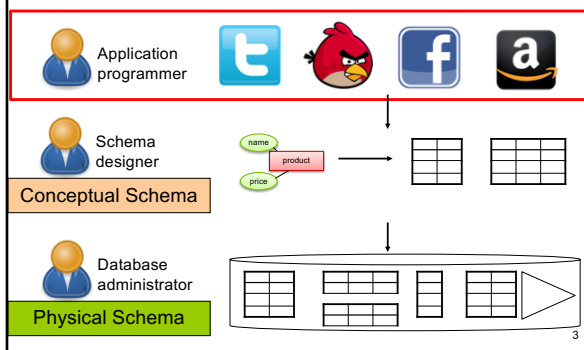 Application
programmer
t
f
a
Schema
designer
name
product
price
Conceptual Schema
Database
administrator
Physical Schema
3